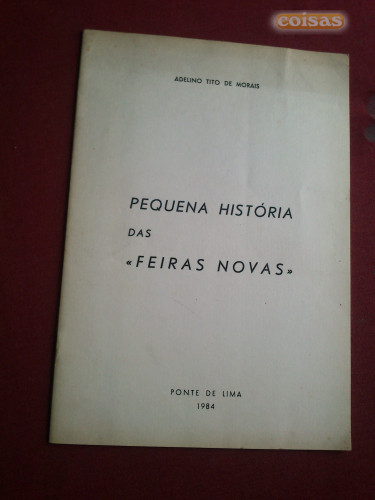 coisas
ADELINO TITO DE MORAIS
PEQUENA HISTÓRIA
DAS
«FEIRAS NOVAS»
PONTE DE LIMA
1984